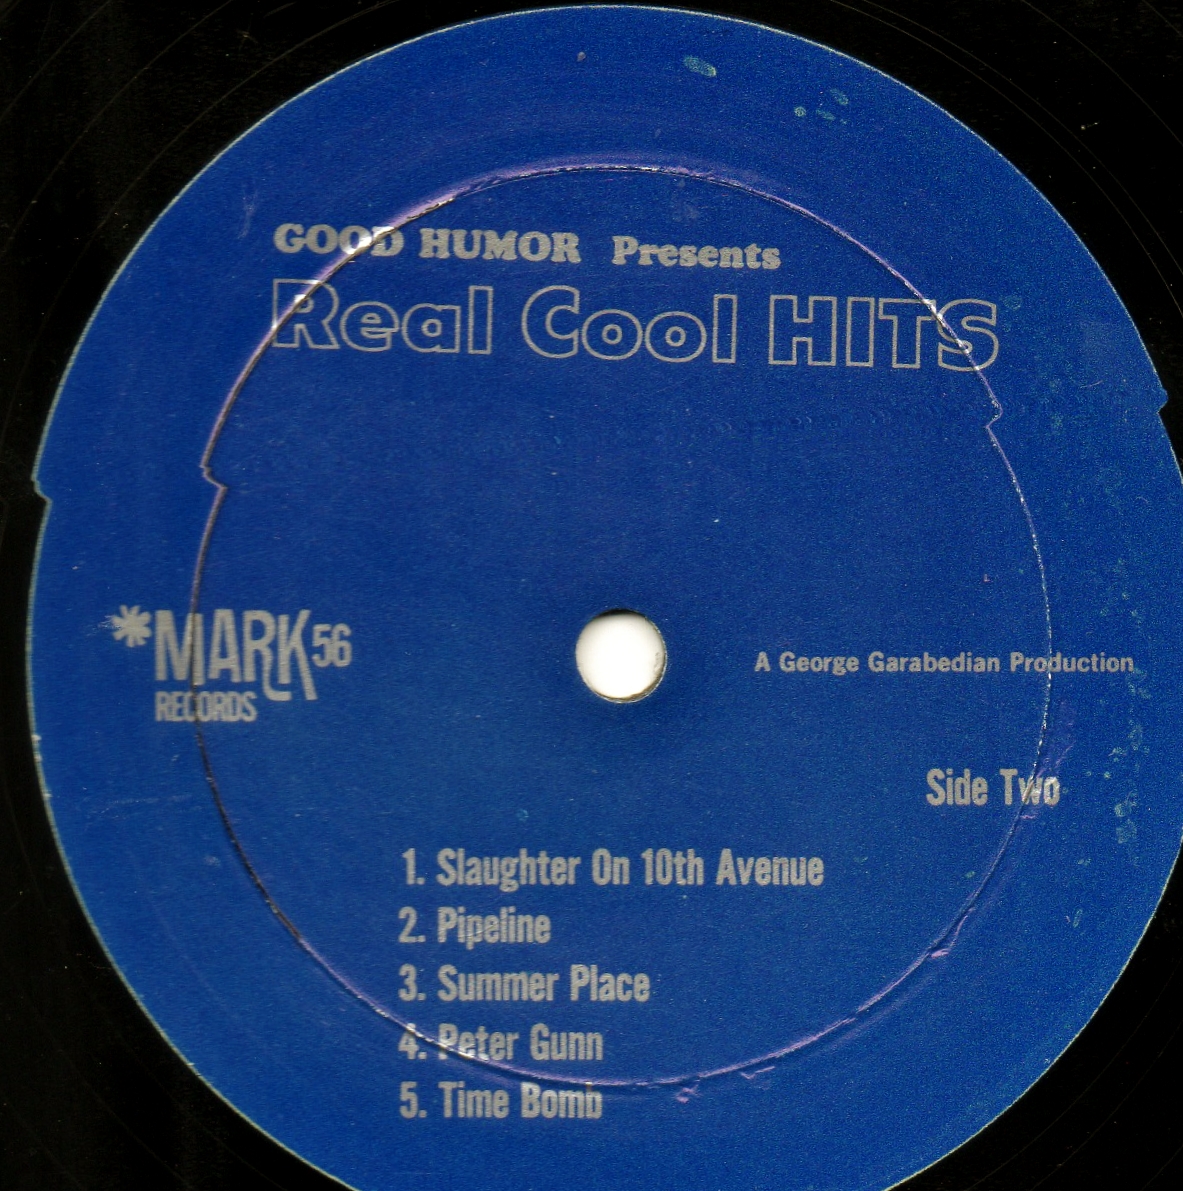 GOOD HUMOR Presents
Real Cool HITS
*MARK 56
RECORDS
A George Garabedian Production
Side Two
1. Slaughter On 10th Avenue
2. Pipeline
3. Summer Place
4. Peter Gunn
5. Time Bomb